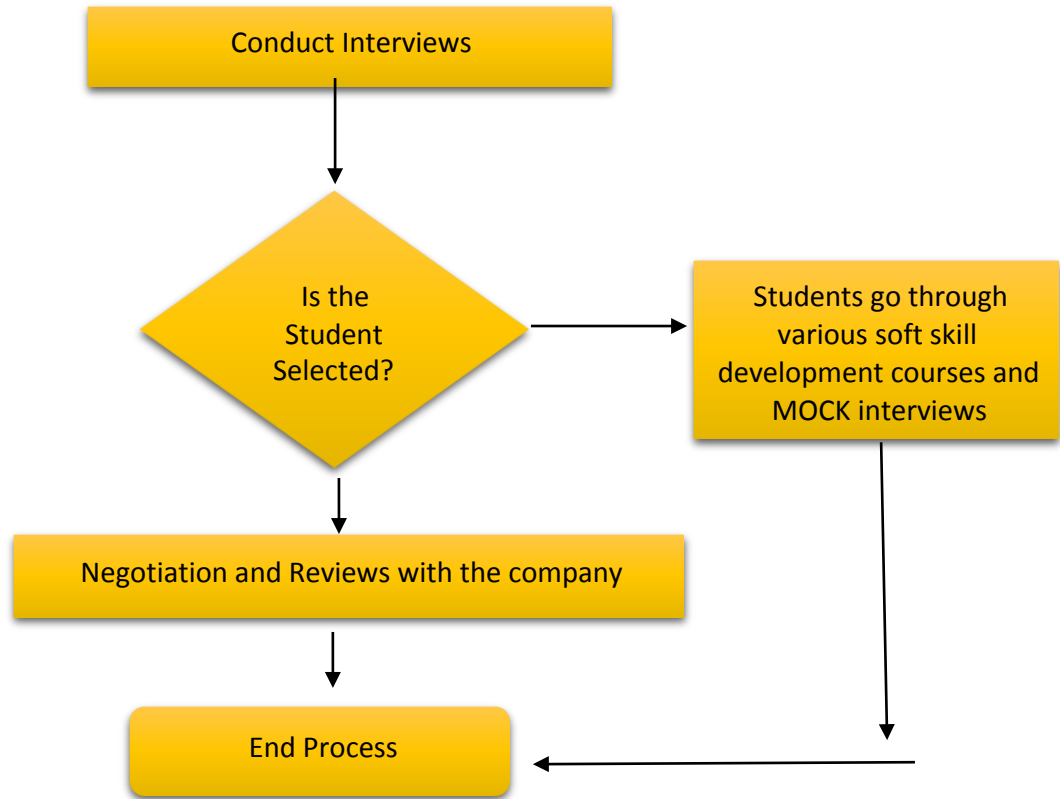 Conduct Interviews
Is the
Student
Selected?
Students go through
various soft skill
development courses and
MOCK interviews
Negotiation and Reviews with the company
End Process